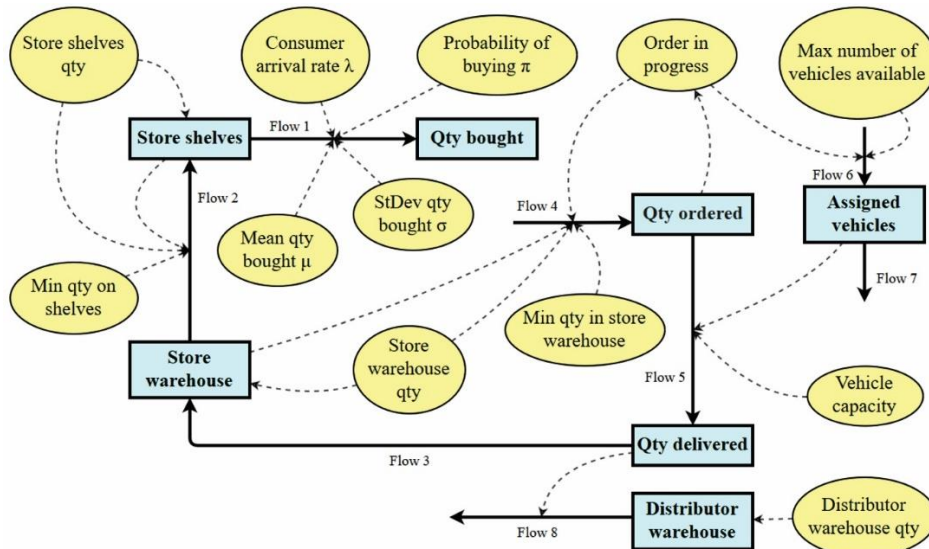 Store shelves
qty
Consumer
arrival rate λ
Probability of
buying π
Order in
progress
Max number of
vehicles available
Store shelves
Flow 1
Qty bought
Flow 2
StDev qty
bought σ
Mean qty
bought μ
Flow 4
Qty ordered
Flow 6
Assigned
vehicles
Flow 7
Min qty on
shelves
Min qty in store
warehouse
Store
warehouse
Store
warehouse
qty
Flow 5
Vehicle
capacity
Flow 3
Qty delivered
Flow 8
Distributor
warehouse
Distributor
warehouse qty